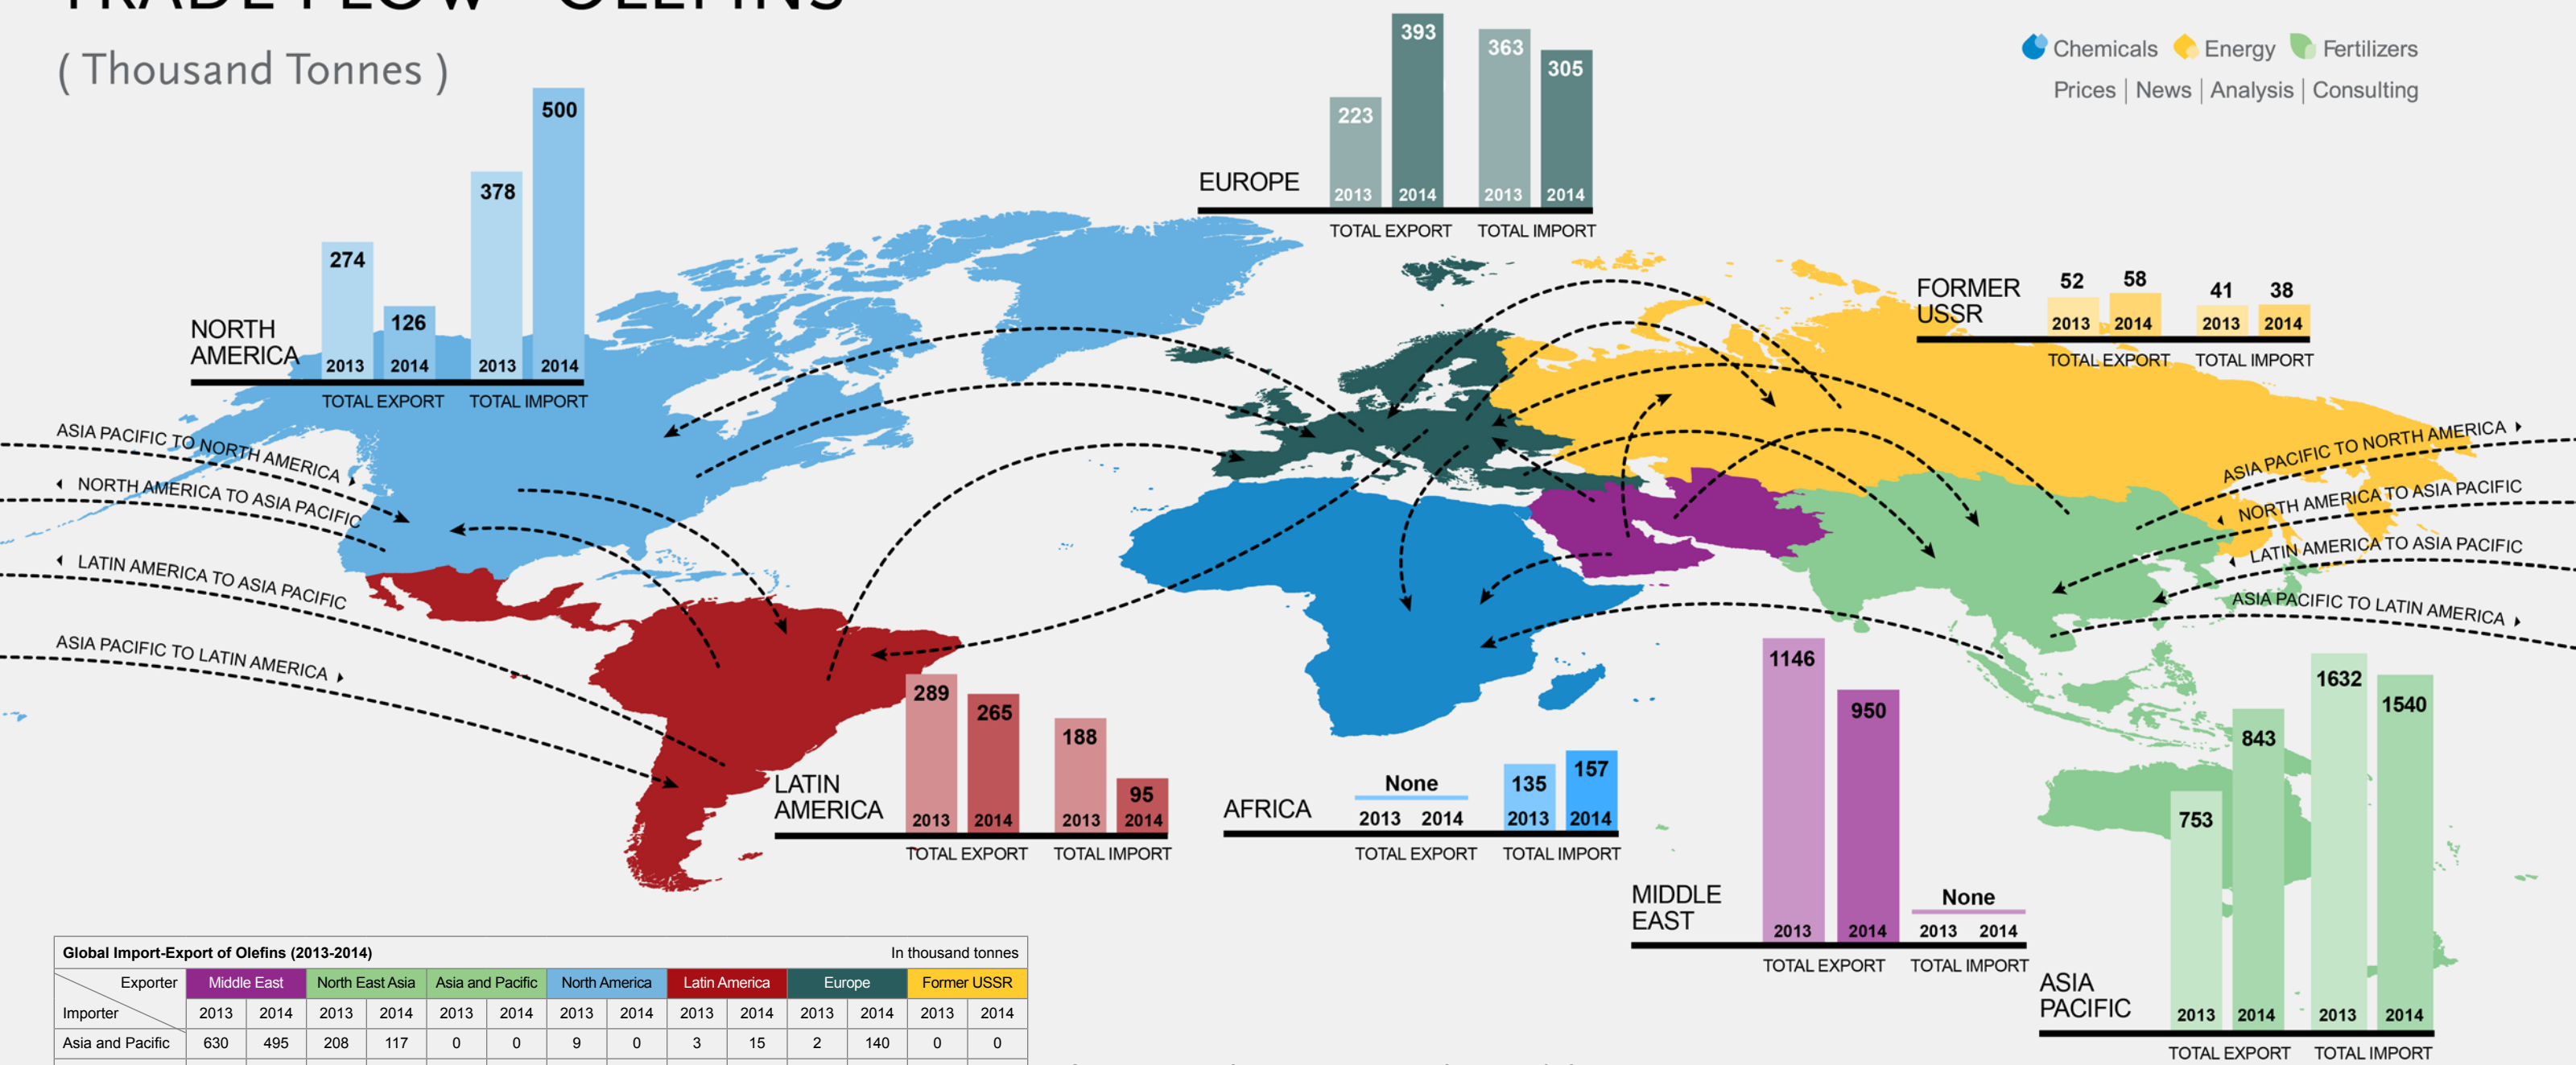 TRADE FLOW - OLEFINS
( Thousand Tonnes )
Chemicals Energy Fertilizers
Prices | News | Analysis | Consulting
NORTH
AMERICA
274
126
378
500
2013 2014 2013 2014
TOTAL EXPORT TOTAL IMPORT
EUROPE
223
393
363
305
2013 2014 2013 2014
TOTAL EXPORT TOTAL IMPORT
FORMER
USSR
52 58 41 38
2013 2014 2013 2014
TOTAL EXPORT TOTAL IMPORT
ASIA PACIFIC TO NORTH AMERICA
NORTH AMERICA TO ASIA PACIFIC
LATIN AMERICA TO ASIA PACIFIC
ASIA PACIFIC TO LATIN AMERICA
ASIA PACIFIC TO NORTH AMERICA
NORTH AMERICA TO ASIA PACIFIC
LATIN AMERICA TO ASIA PACIFIC
ASIA PACIFIC TO LATIN AMERICA
LATIN
AMERICA
289
265
188
95
2013 2014 2013 2014
TOTAL EXPORT TOTAL IMPORT
AFRICA
None
135
157
2013 2014 2013 2014
TOTAL EXPORT TOTAL IMPORT
MIDDLE
EAST
1146
950
None
2013 2014 2013 2014
TOTAL EXPORT TOTAL IMPORT
ASIA
PACIFIC
753
843
1632
1540
2013 2014 2013 2014
TOTAL EXPORT TOTAL IMPORT
Global Import-Export of Olefins (2013-2014) In thousand tonnes
Exporter Middle East North East Asia Asia and Pacific North America Latin America Europe Former USSR
Importer 2013 2014 2013 2014 2013 2014 2013 2014 2013 2014 2013 2014 2013 2014
Asia and Pacific 630 495 208 117 0 0 9 0 3 15 2 140 0 0